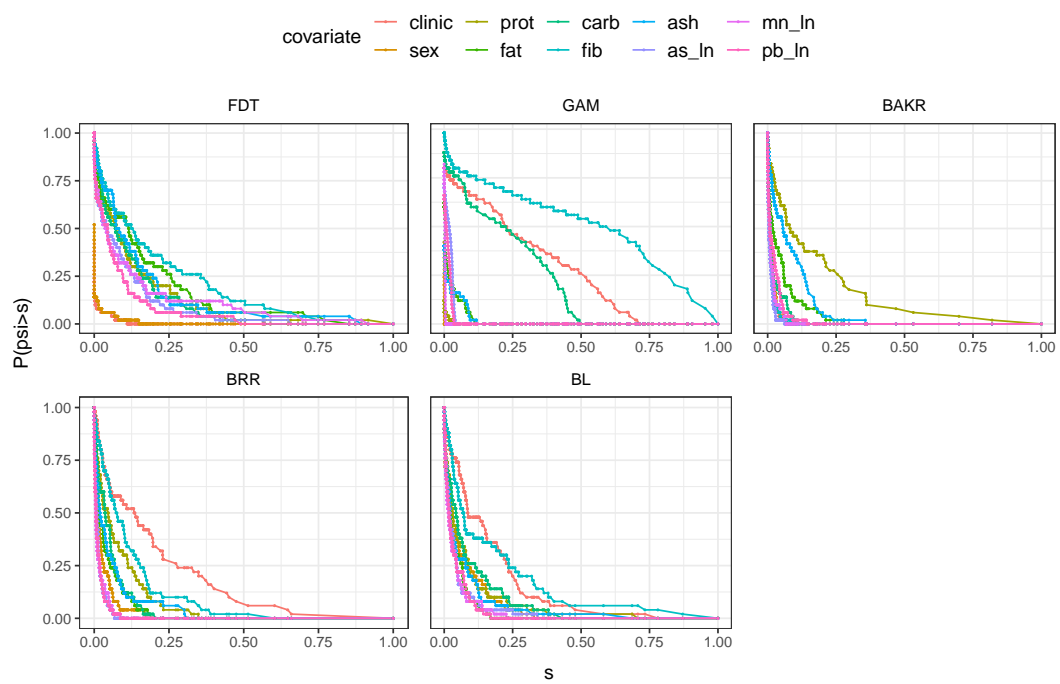 covariate
clinic prot carb ash mn_ln
sex fat fib as_ln pb_ln
FDT GAM BAKR
1.00
0.75
0.50
0.25
0.00
0.00 0.25 0.50 0.75 1.00 0.00 0.25 0.50 0.75 1.00 0.00 0.25 0.50 0.75 1.00
P(psi>s)
BRR BL
1.00
0.75
0.50
0.25
0.00
0.00 0.25 0.50 0.75 1.00 0.00 0.25 0.50 0.75 1.00
s